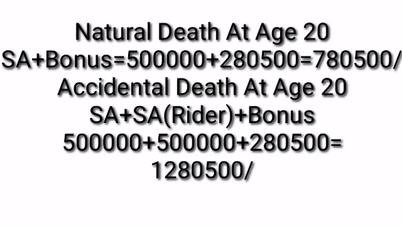 Natural Death At Age 20
SA+Bonus=500000+280500=780500/
Accidental Death At Age 20
SA+SA(Rider)+Bonus
500000+500000+280500=
1280500/